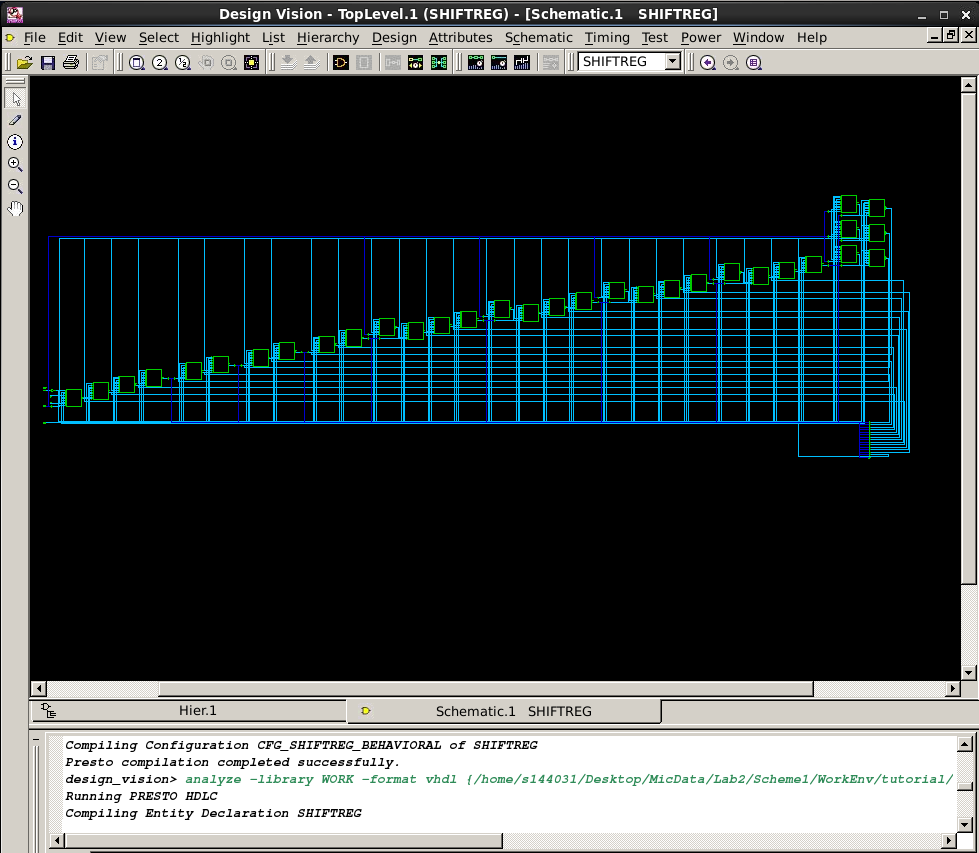 Design Vision - TopLevel.1 (SHIFTREG) - [Schematic.1 SHIFTREG]
File Edit View Select Highlight List Hierarchy Design Attributes Schematic Timing Test Power Window Help
SHIFTREG
Hier.1
Schematic.1 SHIFTREG
Compiling Configuration CFG_SHIFTREG_BEHAVIORAL of SHIFTREG
Presto compilation completed successfully.
design_vision> analyze -library WORK -format vhdl {/home/s144031/Desktop/MicData/Lab2/Scheme1/WorkEnv/tutorial/
Running PRESTO HDLC
Compiling Entity Declaration SHIFTREG